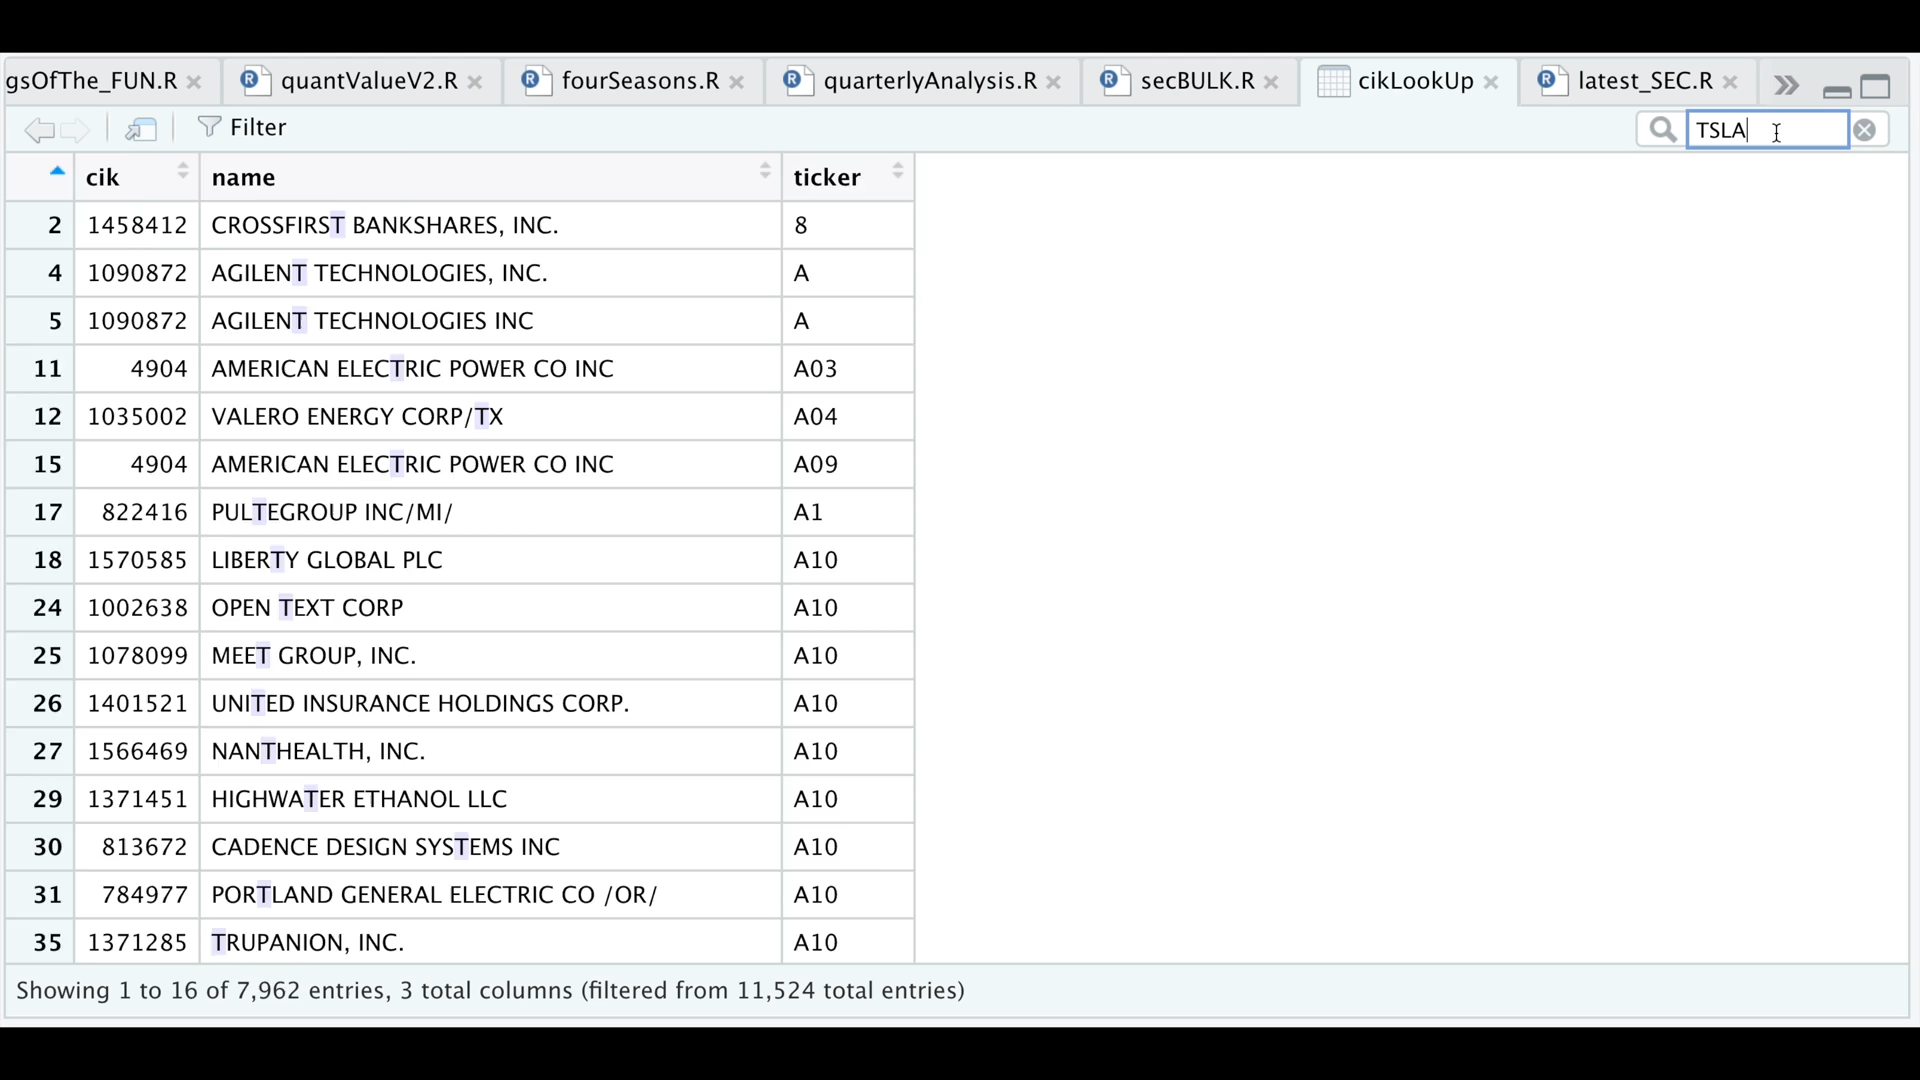 gsOfThe_FUN.R quantValueV2.R fourSeasons.R quarterlyAnalysis.R secBULK.R cikLookUp latest_SEC.R
Filter TSLA
cik name ticker
2 1458412 CROSSFIRST BANKSHARES, INC. 8
4 1090872 AGILENT TECHNOLOGIES, INC. A
5 1090872 AGILENT TECHNOLOGIES INC A
11 4904 AMERICAN ELECTRIC POWER CO INC A03
12 1035002 VALERO ENERGY CORP/TX A04
15 4904 AMERICAN ELECTRIC POWER CO INC A09
17 822416 PULTEGROUP INC/MI/ A1
18 1570585 LIBERTY GLOBAL PLC A10
24 1002638 OPEN TEXT CORP A10
25 1078099 MEET GROUP, INC. A10
26 1401521 UNITED INSURANCE HOLDINGS CORP. A10
27 1566469 NANTHEALTH, INC. A10
29 1371451 HIGHWATER ETHANOL LLC A10
30 813672 CADENCE DESIGN SYSTEMS INC A10
31 784977 PORTLAND GENERAL ELECTRIC CO /OR/ A10
35 1371285 TRUPANION, INC. A10
Showing 1 to 16 of 7,962 entries, 3 total columns (filtered from 11,524 total entries)